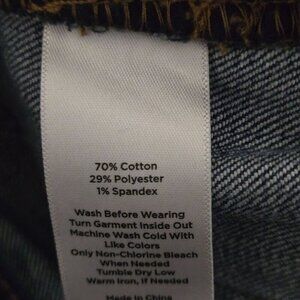 70% Cotton
29% Polyester
1% Spandex
Wash Before Wearing
Turn Garment Inside Out
Machine Wash Cold With
Like Colors
Only Non-Chlorine Bleach
When Needed
Tumble Dry Low
Warm Iron, If Needed
Made In China